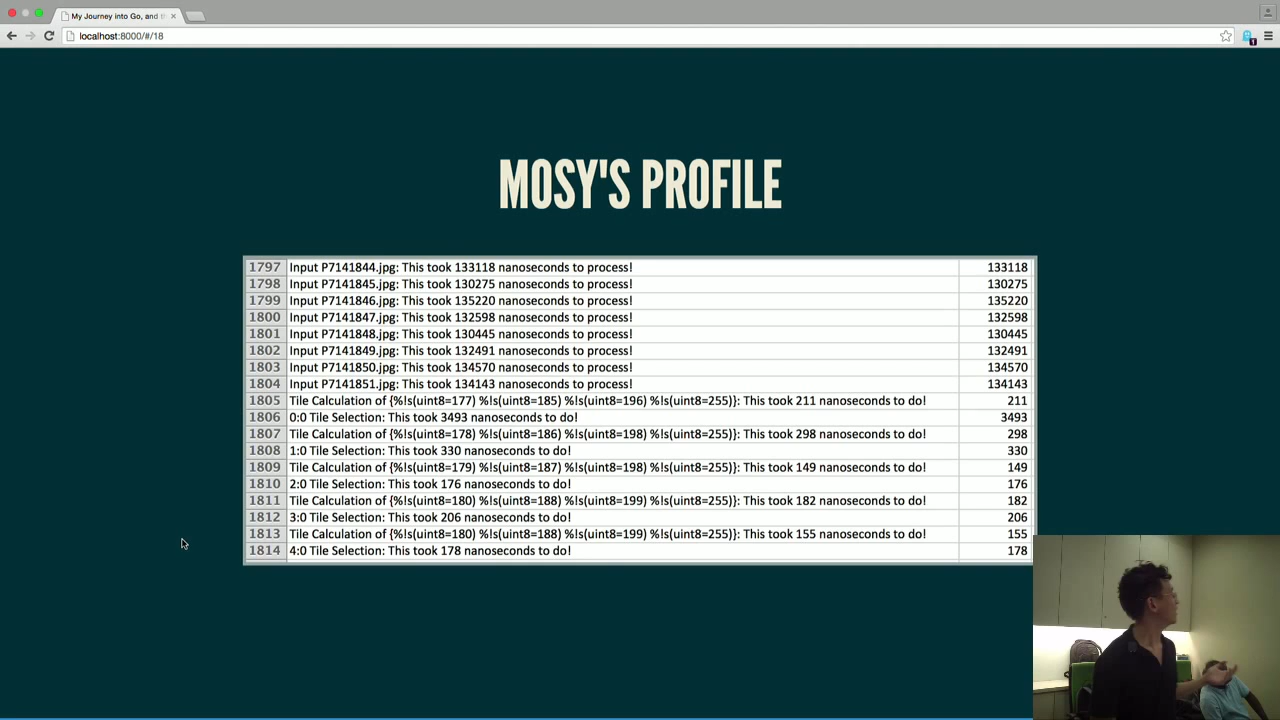 My Journey into Go, and th
localhost:8000/#/18
1
MOSY'S PROFILE
1797 Input P7141844.jpg: This took 133118 nanoseconds to process! 133118
1798 Input P7141845.jpg: This took 130275 nanoseconds to process! 130275
1799 Input P7141846.jpg: This took 135220 nanoseconds to process! 135220
1800 Input P7141847.jpg: This took 132598 nanoseconds to process! 132598
1801 Input P7141848.jpg: This took 130445 nanoseconds to process! 130445
1802 Input P7141849.jpg: This took 132491 nanoseconds to process! 132491
1803 Input P7141850.jpg: This took 134570 nanoseconds to process! 134570
1804 Input P7141851.jpg: This took 134143 nanoseconds to process! 134143
1805 Tile Calculation of {%!s(uint8=177) %!s(uint8=185) %!s(uint8=196) %!s(uint8=255)}: This took 211 nanoseconds to do! 211
1806 0:0 Tile Selection: This took 3493 nanoseconds to do! 3493
1807 Tile Calculation of {%!s(uint8=178) %!s(uint8=186) %!s(uint8=198) %!s(uint8=255)}: This took 298 nanoseconds to do! 298
1808 1:0 Tile Selection: This took 330 nanoseconds to do! 330
1809 Tile Calculation of {%!s(uint8=179) %!s(uint8=187) %!s(uint8=198) %!s(uint8=255)}: This took 149 nanoseconds to do! 149
1810 2:0 Tile Selection: This took 176 nanoseconds to do! 176
1811 Tile Calculation of {%!s(uint8=180) %!s(uint8=188) %!s(uint8=199) %!s(uint8=255)}: This took 182 nanoseconds to do! 182
1812 3:0 Tile Selection: This took 206 nanoseconds to do! 206
1813 Tile Calculation of {%!s(uint8=180) %!s(uint8=188) %!s(uint8=199) %!s(uint8=255)}: This took 155 nanoseconds to do! 155
1814 4:0 Tile Selection: This took 178 nanoseconds to do! 178